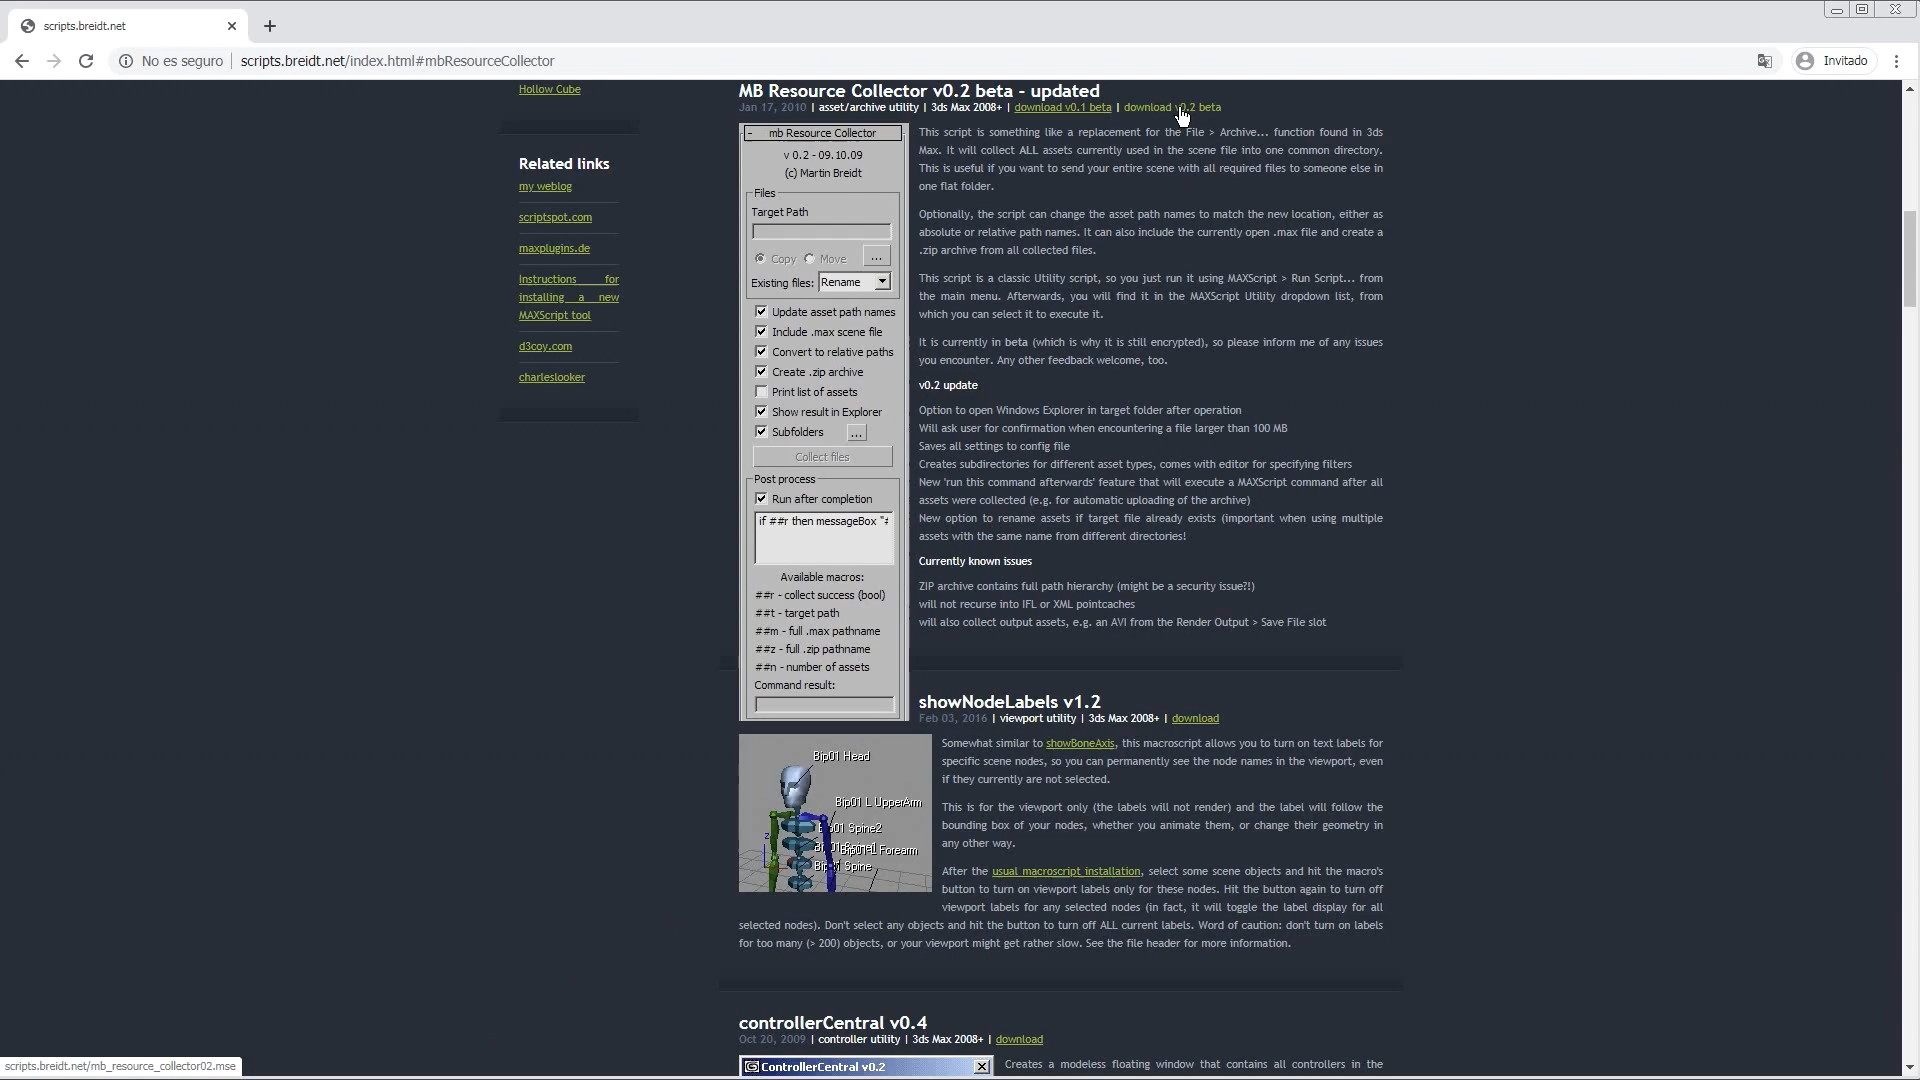 scripts.breidt.net
No es seguro
scripts.breidt.net/index.html#mbResourceCollector
Invitado
Hollow Cube
Related links
my weblog
scriptspot.com
maxplugins.de
Instructions for
installing a new
MAXScript tool
d3coy.com
charleslooker
MB Resource Collector v0.2 beta - updated
Jan 17, 2010 | asset/archive utility | 3ds Max 2008+ | download v0.1 beta | download v0.2 beta
- mb Resource Collector
v 0.2 - 09.10.09
(c) Martin Breidt
Files
Target Path
Copy Move ...
Existing files: Rename
Update asset path names
Include .max scene file
Convert to relative paths
Create .zip archive
Print list of assets
Show result in Explorer
Subfolders ...
Collect files
Post process
Run after completion
if ##r then messageBox "#
Available macros:
##r - collect success (bool)
##t - target path
##m - full .max pathname
##z - full .zip pathname
##n - number of assets
Command result:
This script is something like a replacement for the File > Archive... function found in 3ds
Max. It will collect ALL assets currently used in the scene file into one common directory.
This is useful if you want to send your entire scene with all required files to someone else in
one flat folder.
Optionally, the script can change the asset path names to match the new location, either as
absolute or relative path names. It can also include the currently open .max file and create a
.zip archive from all collected files.
This script is a classic Utility script, so you just run it using MAXScript > Run Script... from
the main menu. Afterwards, you will find it in the MAXScript Utility dropdown list, from
which you can select it to execute it.
It is currently in beta (which is why it is still encrypted), so please inform me of any issues
you encounter. Any other feedback welcome, too.
v0.2 update
Option to open Windows Explorer in target folder after operation
Will ask user for confirmation when encountering a file larger than 100 MB
Saves all settings to config file
Creates subdirectories for different asset types, comes with editor for specifying filters
New 'run this command afterwards' feature that will execute a MAXScript command after all
assets were collected (e.g. for automatic uploading of the archive)
New option to rename assets if target file already exists (important when using multiple
assets with the same name from different directories!
Currently known issues
ZIP archive contains full path hierarchy (might be a security issue?!)
will not recurse into IFL or XML pointcaches
will also collect output assets, e.g. an AVI from the Render Output > Save File slot
showNodeLabels v1.2
Feb 03, 2016 | viewport utility | 3ds Max 2008+ | download
Bip01 Head
Bip01 L UpperArm
Bip01 Spine2
Bip01 L Forearm
Bip01 Spine
Somewhat similar to showBoneAxis, this macroscript allows you to turn on text labels for
specific scene nodes, so you can permanently see the node names in the viewport, even
if they currently are not selected.
This is for the viewport only (the labels will not render) and the label will follow the
bounding box of your nodes, whether you animate them, or change their geometry in
any other way.
After the usual macroscript installation, select some scene objects and hit the macro's
button to turn on viewport labels only for these nodes. Hit the button again to turn off
viewport labels for any selected nodes (in fact, it will toggle the label display for all
selected nodes). Don't select any objects and hit the button to turn off ALL current labels. Word of caution: don't turn on labels
for too many (> 200) objects, or your viewport might get rather slow. See the file header for more information.
controllerCentral v0.4
Oct 20, 2009 | controller utility | 3ds Max 2008+ | download
ControllerCentral v0.2
Creates a modeless floating window that contains all controllers in the
scripts.breidt.net/mb_resource_collector02.mse